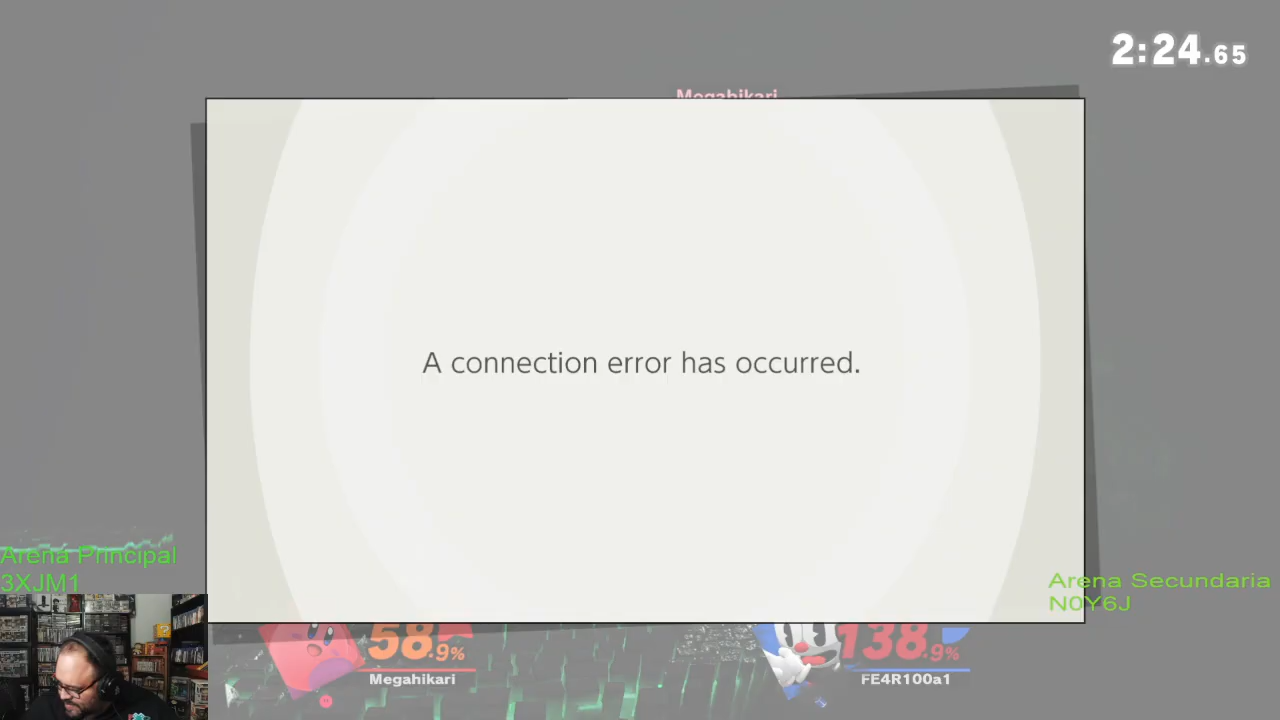 2:24.65
Megahikari
A connection error has occurred.
Arena Principal
3XJM1
Arena Secundaria
N0Y6J
58.9%
Megahikari
138.9%
FE4R100a1